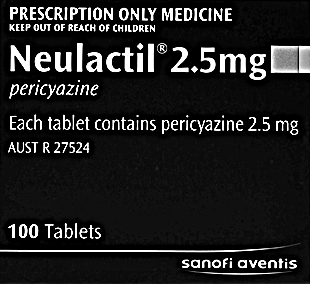 PRESCRIPTION ONLY MEDICINE
KEEP OUT OF REACH OF CHILDREN
Neulactil® 2.5mg
pericyazine
Each tablet contains pericyazine 2.5 mg
AUST R 27524
100 Tablets
sanofi aventis